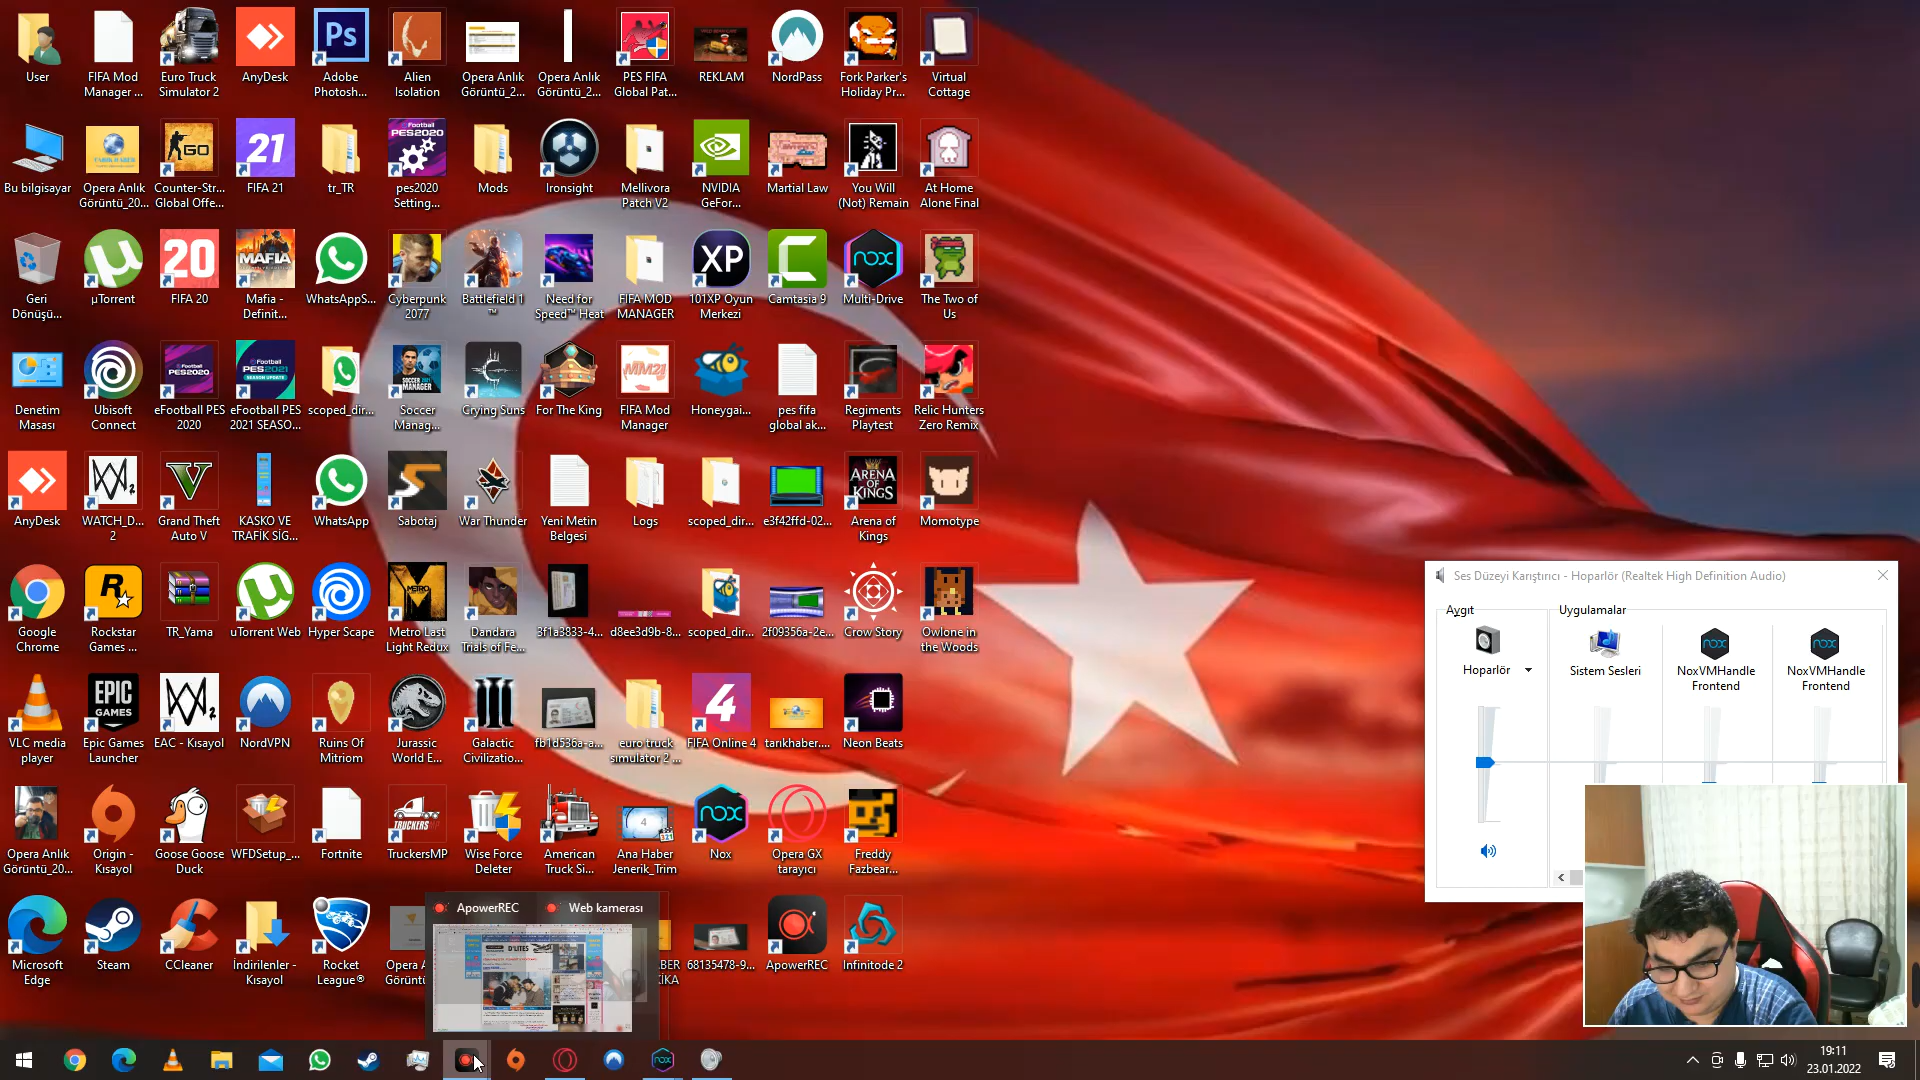 User
FIFA Mod
Manager ...
Euro Truck
Simulator 2
AnyDesk
Adobe
Photosh...
Alien
Isolation
Opera Anlık
Görüntü_2...
Opera Anlık
Görüntü_2...
PES FIFA
Global Pat...
REKLAM
NordPass
Fork Parker's
Holiday Pr...
Virtual
Cottage
Bu bilgisayar
Opera Anlık
Görüntü_20...
Counter-Str...
Global Offe...
FIFA 21
tr_TR
pes2020
Setting...
Mods
Ironsight
Mellivora
Patch V2
NVIDIA
GeFor...
Martial Law
You Will
(Not) Remain
At Home
Alone Final
Geri
Dönüşü...
µTorrent
FIFA 20
Mafia -
Definit...
WhatsAppS...
Cyberpunk
2077
Battlefield 1
™
Need for
Speed™ Heat
FIFA MOD
MANAGER
101XP Oyun
Merkezi
Camtasia 9
Multi-Drive
The Two of
Us
Denetim
Masası
Ubisoft
Connect
eFootball PES
2020
eFootball PES
2021 SEASO...
scoped_dir...
Soccer
Manag...
Crying Suns
For The King
FIFA Mod
Manager
Honeygai...
pes fifa
global ak...
Regiments
Playtest
Relic Hunters
Zero Remix
AnyDesk
WATCH_D...
2
Grand Theft
Auto V
KASKO VE
TRAFİK SİG...
WhatsApp
Sabotaj
War Thunder
Yeni Metin
Belgesi
Logs
scoped_dir...
e3f42ffd-02...
Arena of
Kings
Momotype
Google
Chrome
Rockstar
Games ...
TR_Yama
uTorrent Web
Hyper Scape
Metro Last
Light Redux
Dandara
Trials of Fe...
3f1a3833-4...
d8ee3d9b-8...
scoped_dir...
2f09356a-2e...
Crow Story
Owlone in
the Woods
VLC media
player
Epic Games
Launcher
EAC - Kısayol
NordVPN
Ruins Of
Mitriom
Jurassic
World E...
Galactic
Civilizatio...
fb1d536a-a...
euro truck
simulator 2 ...
FIFA Online 4
tarıkhaber....
Neon Beats
Opera Anlık
Görüntü_20...
Origin -
Kısayol
Goose Goose
Duck
WFDSetup_...
Fortnite
TruckersMP
Wise Force
Deleter
American
Truck Si...
Ana Haber
Jenerik_Trim
Nox
Opera GX
tarayıcı
Freddy
Fazbear...
Microsoft
Edge
Steam
CCleaner
İndirilenler -
Kısayol
Rocket
League®
Opera A
Görüntü
68135478-9...
ApowerREC
Infinitode 2
ApowerREC
Web kamerası
Ses Düzeyi Karıştırıcı - Hoparlör (Realtek High Definition Audio)
Aygıt
Uygulamalar
Hoparlör
Sistem Sesleri
NoxVMHandle
Frontend
NoxVMHandle
Frontend
19:11
23.01.2022